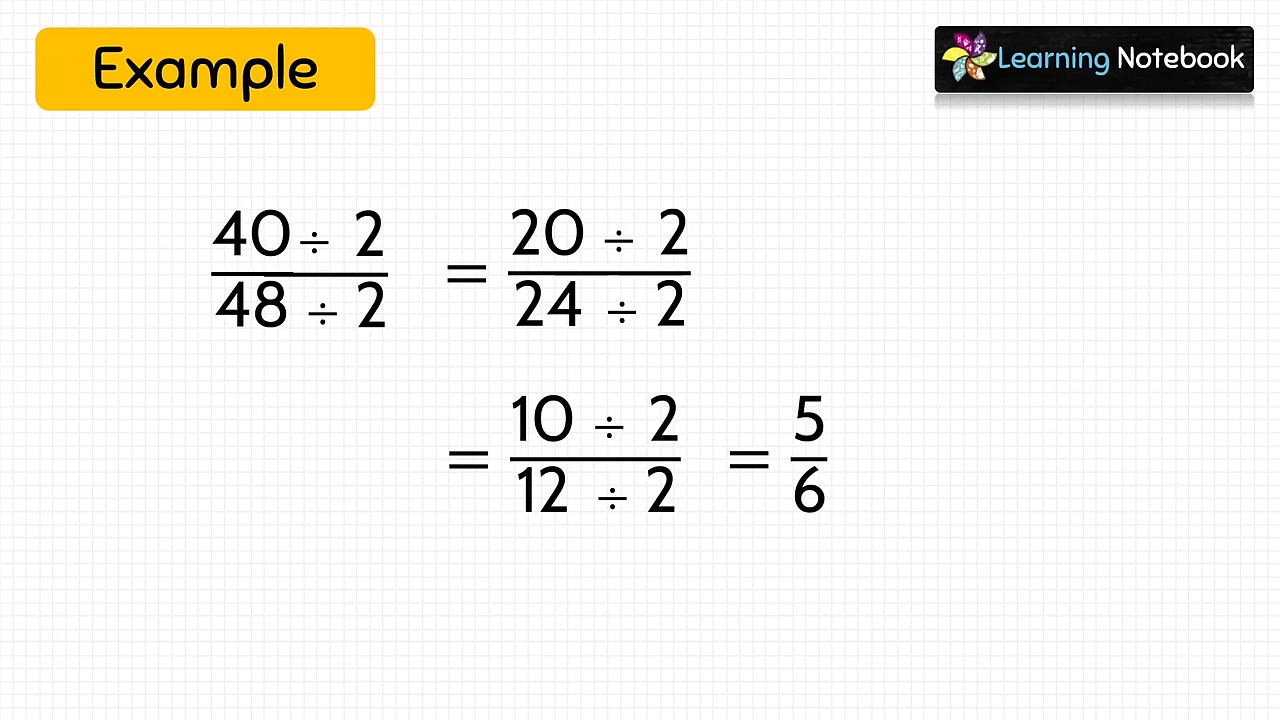 Example
Learning Notebook
40 ÷ 2 = 20 ÷ 2
48 ÷ 2 24 ÷ 2
= 10 ÷ 2 = 5
12 ÷ 2 6